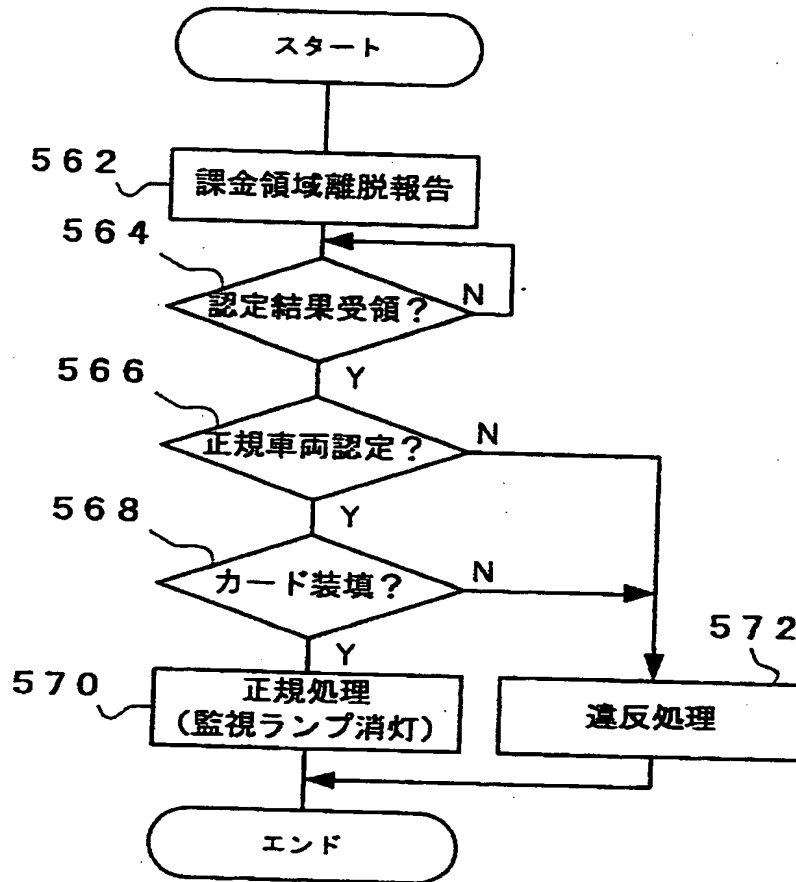 スタート
562
課金領域離脱報告
564
認定結果受領?
N
Y
566
正規車両認定?
N
Y
568
カード装填?
N
Y
572
570
正規処理
(監視ランプ消灯)
違反処理
エンド